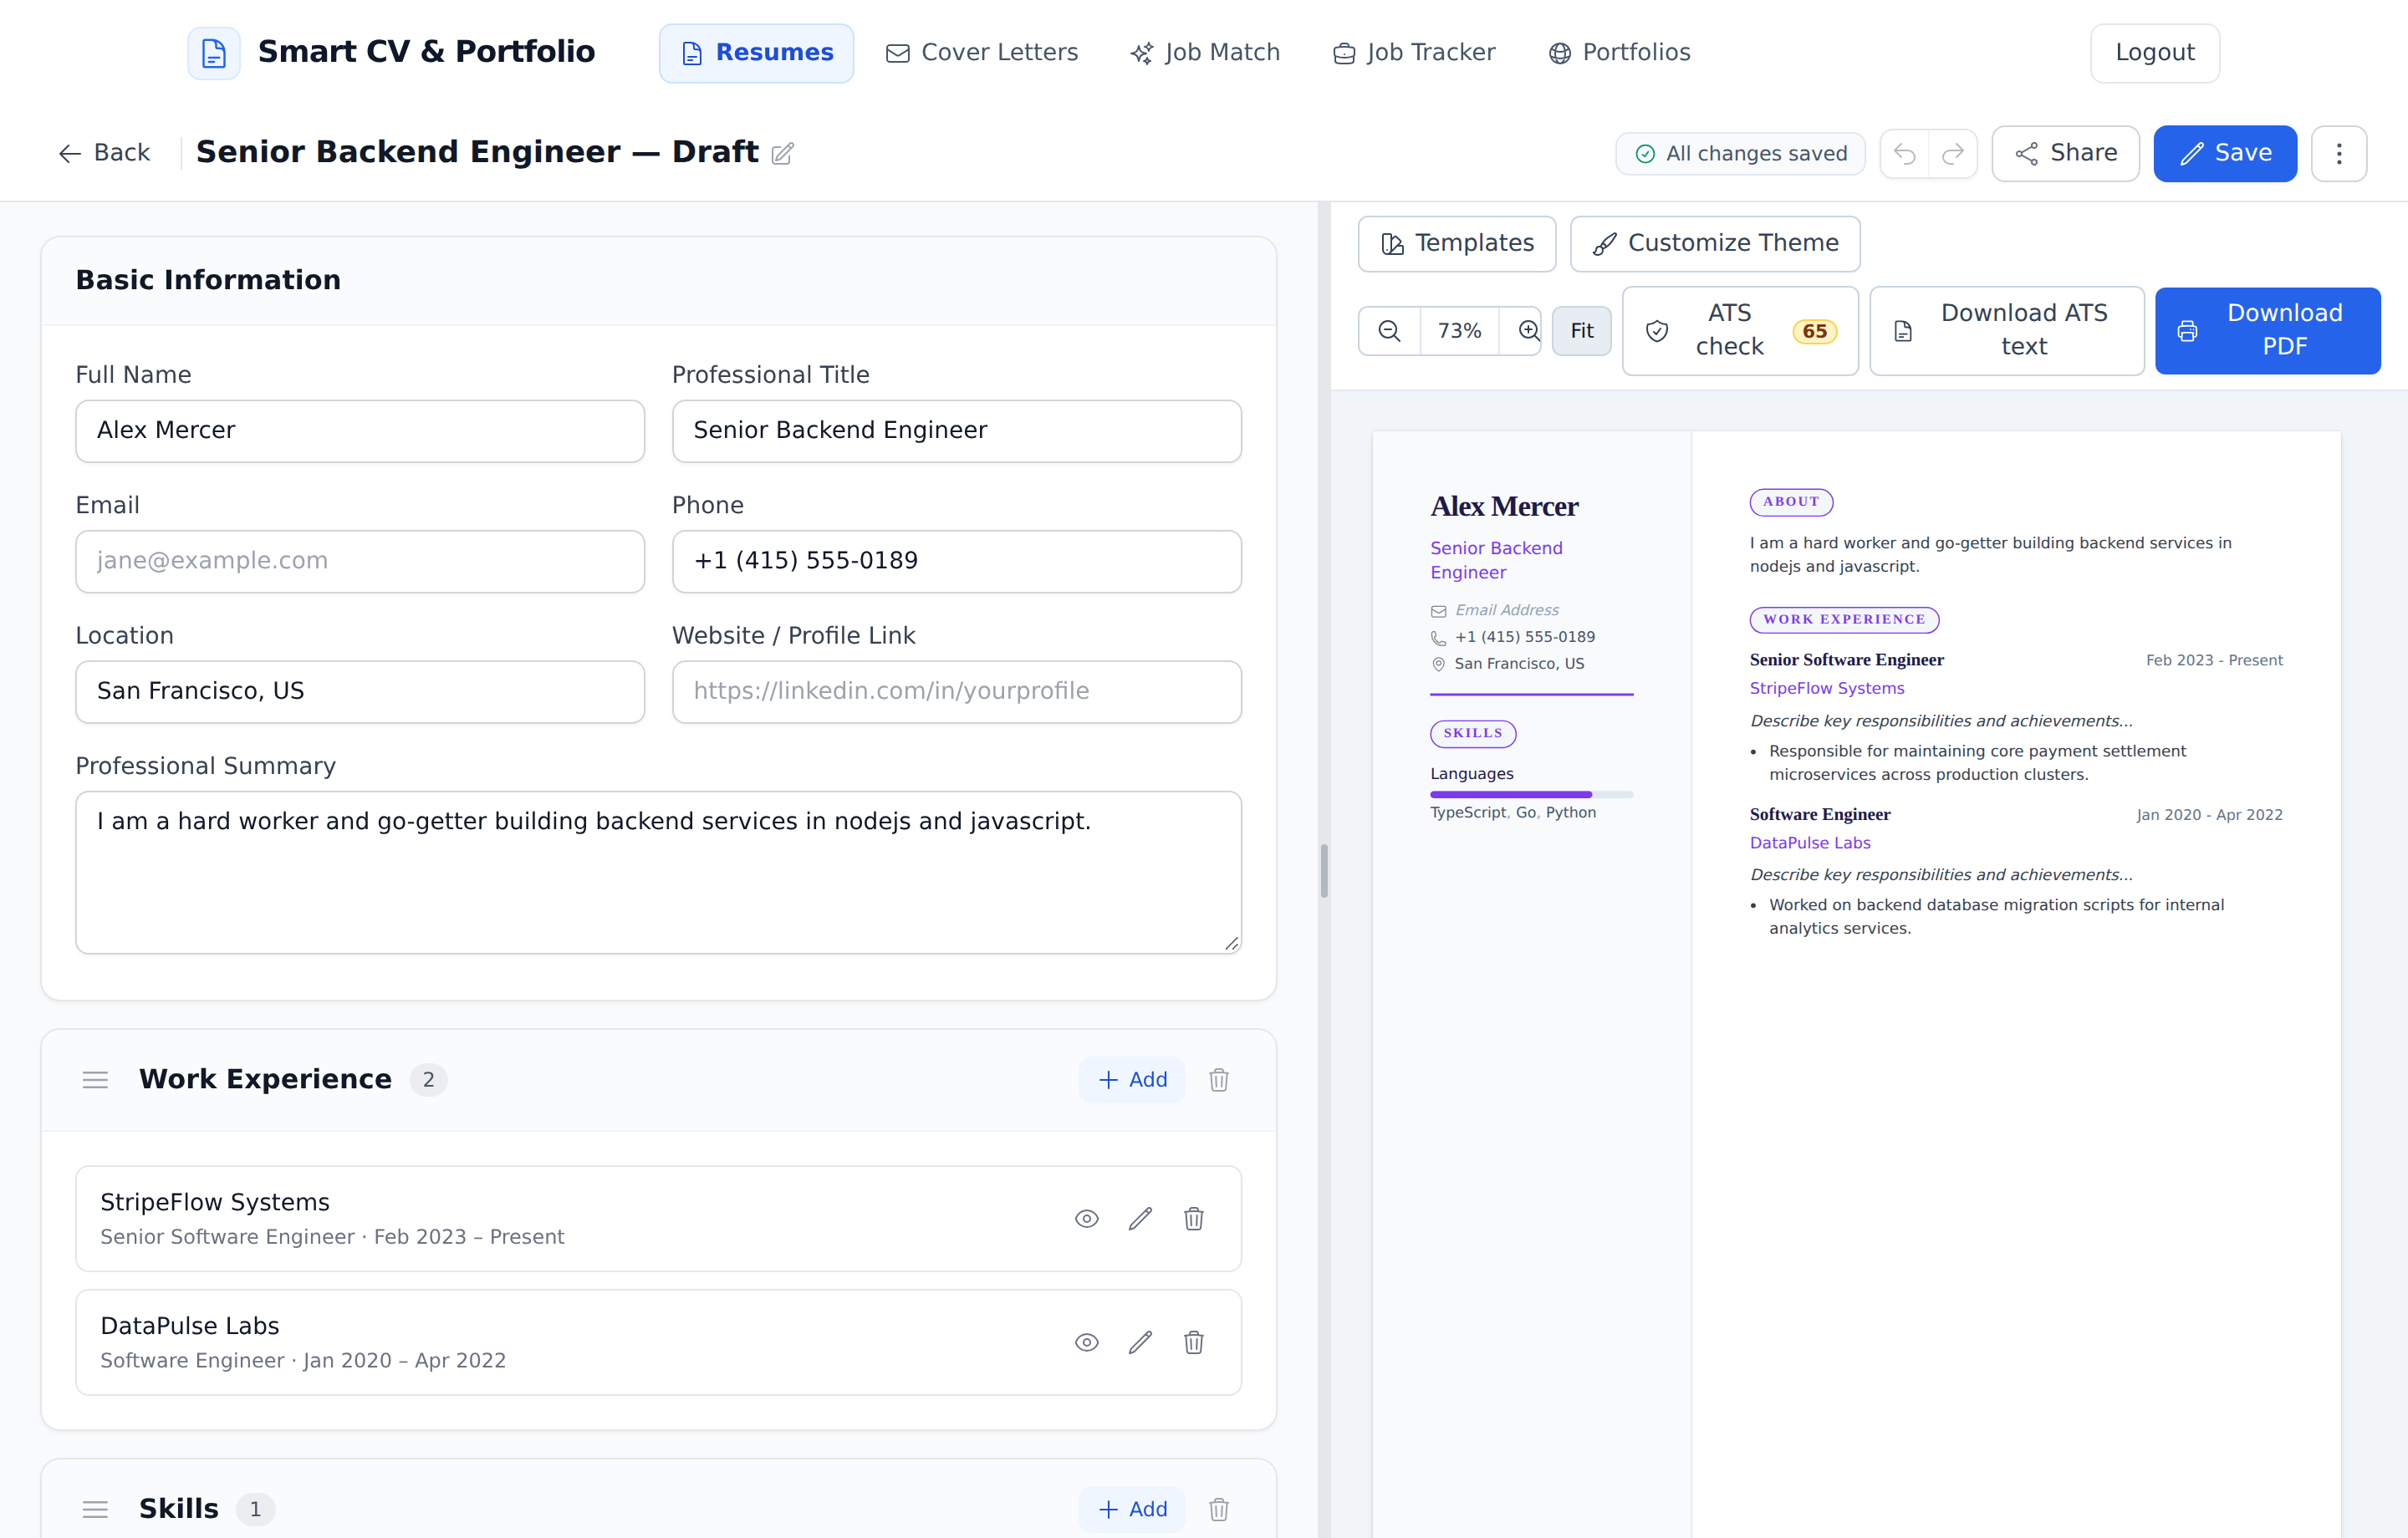 Smart CV & Portfolio
Resumes
Cover Letters
Job Match
Job Tracker
Portfolios
Logout
Back
Senior Backend Engineer — Draft
All changes saved
Share
Save
Basic Information
Full Name
Professional Title
Alex Mercer
Senior Backend Engineer
Email
Phone
jane@example.com
+1 (415) 555-0189
Location
Website / Profile Link
San Francisco, US
https://linkedin.com/in/yourprofile
Professional Summary
I am a hard worker and go-getter building backend services in nodejs and javascript.
Work Experience 2
Add
StripeFlow Systems
Senior Software Engineer · Feb 2023 – Present
DataPulse Labs
Software Engineer · Jan 2020 – Apr 2022
Skills 1
Add
Templates
Customize Theme
73%
Fit
ATS
check
65
Download ATS
text
Download
PDF
Alex Mercer
Senior Backend
Engineer
Email Address
+1 (415) 555-0189
San Francisco, US
SKILLS
Languages
TypeScript, Go, Python
ABOUT
I am a hard worker and go-getter building backend services in
nodejs and javascript.
WORK EXPERIENCE
Senior Software Engineer
Feb 2023 - Present
StripeFlow Systems
Describe key responsibilities and achievements...
• Responsible for maintaining core payment settlement
microservices across production clusters.
Software Engineer
Jan 2020 - Apr 2022
DataPulse Labs
Describe key responsibilities and achievements...
• Worked on backend database migration scripts for internal
analytics services.